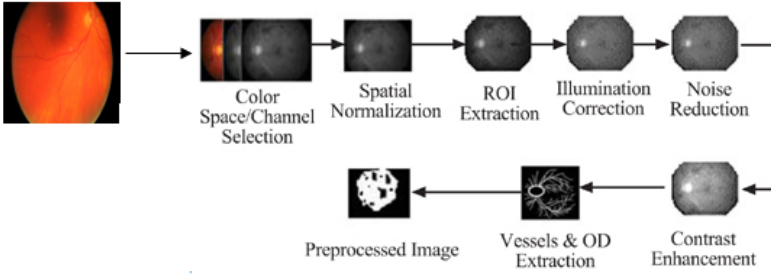 Color
Space/Channel
Selection
Spatial
Normalization
ROI
Extraction
Illumination
Correction
Noise
Reduction
Preprocessed Image
Vessels & OD
Extraction
Contrast
Enhancement